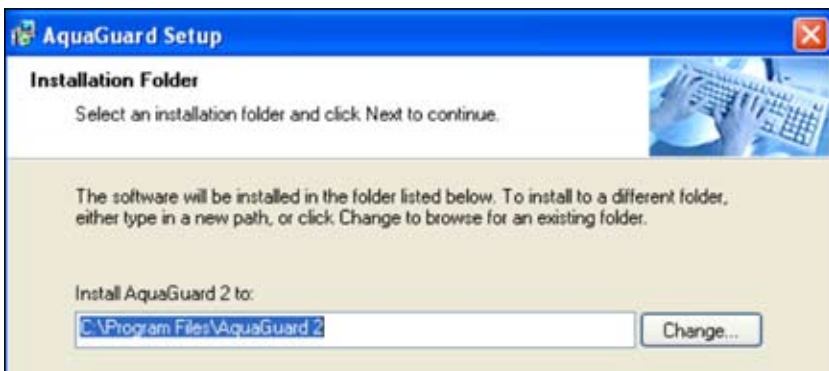 AquaGuard Setup
Installation Folder
Select an installation folder and click Next to continue.
The software will be installed in the folder listed below. To install to a different folder,
either type in a new path, or click Change to browse for an existing folder.
Install AquaGuard 2 to:
C:\Program Files\AquaGuard 2
Change...